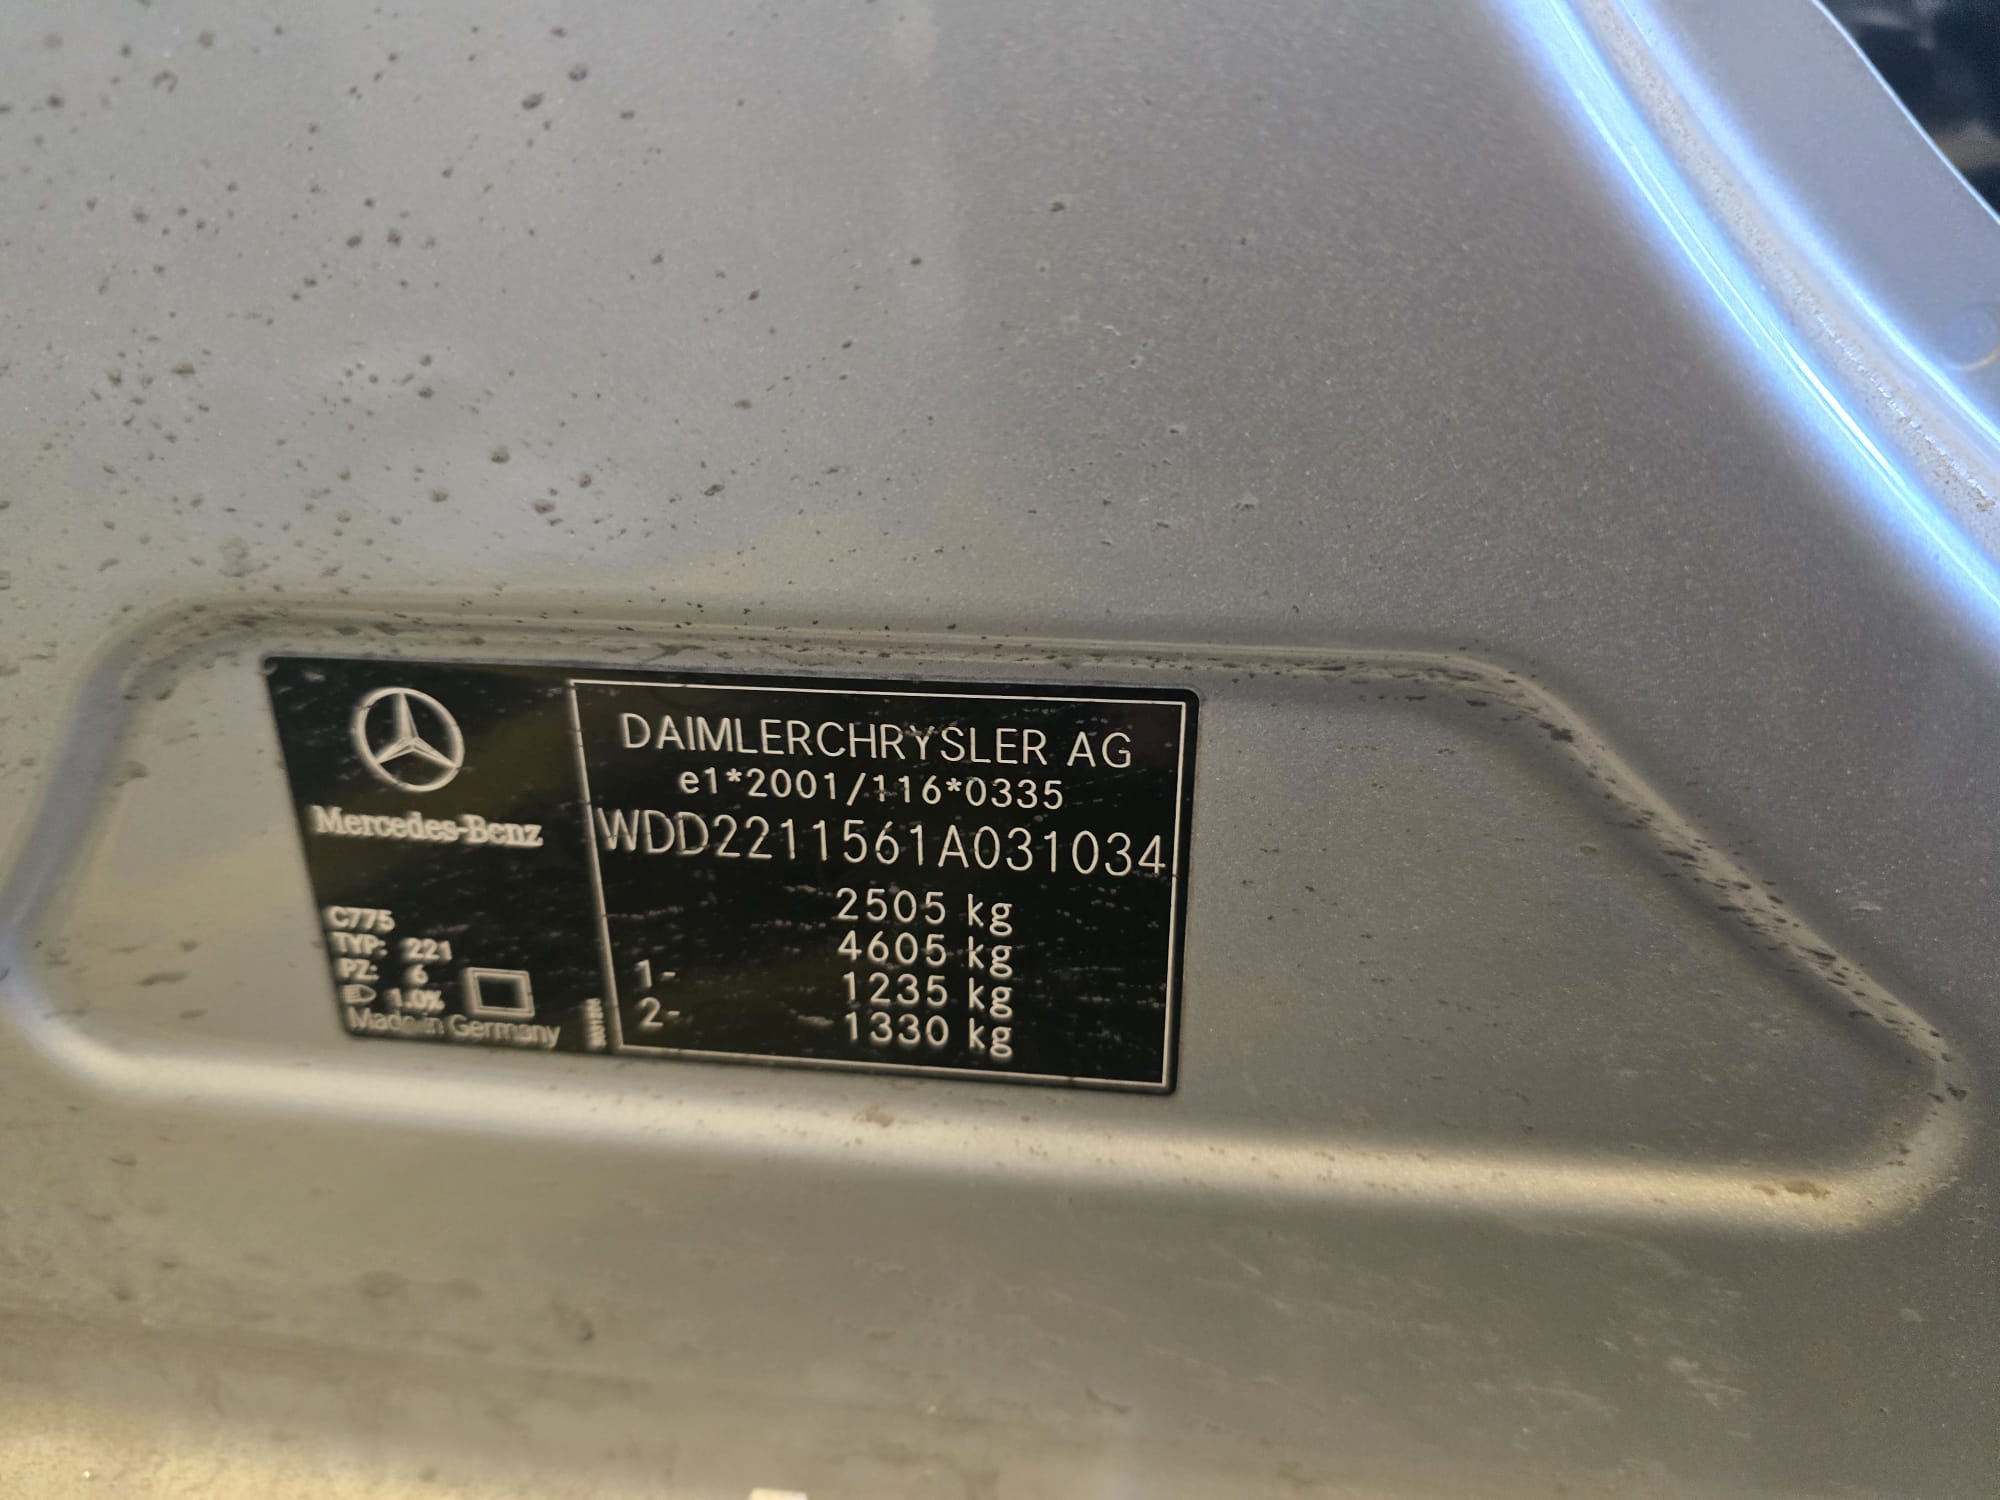 Mercedes-Benz
C775
TYP: 221
PZ: 6
1.0%
Made in Germany
DAIMLERCHRYSLER AG
e1*2001/116*0335
WDD2211561A031034
2505 kg
4605 kg
1- 1235 kg
2- 1330 kg